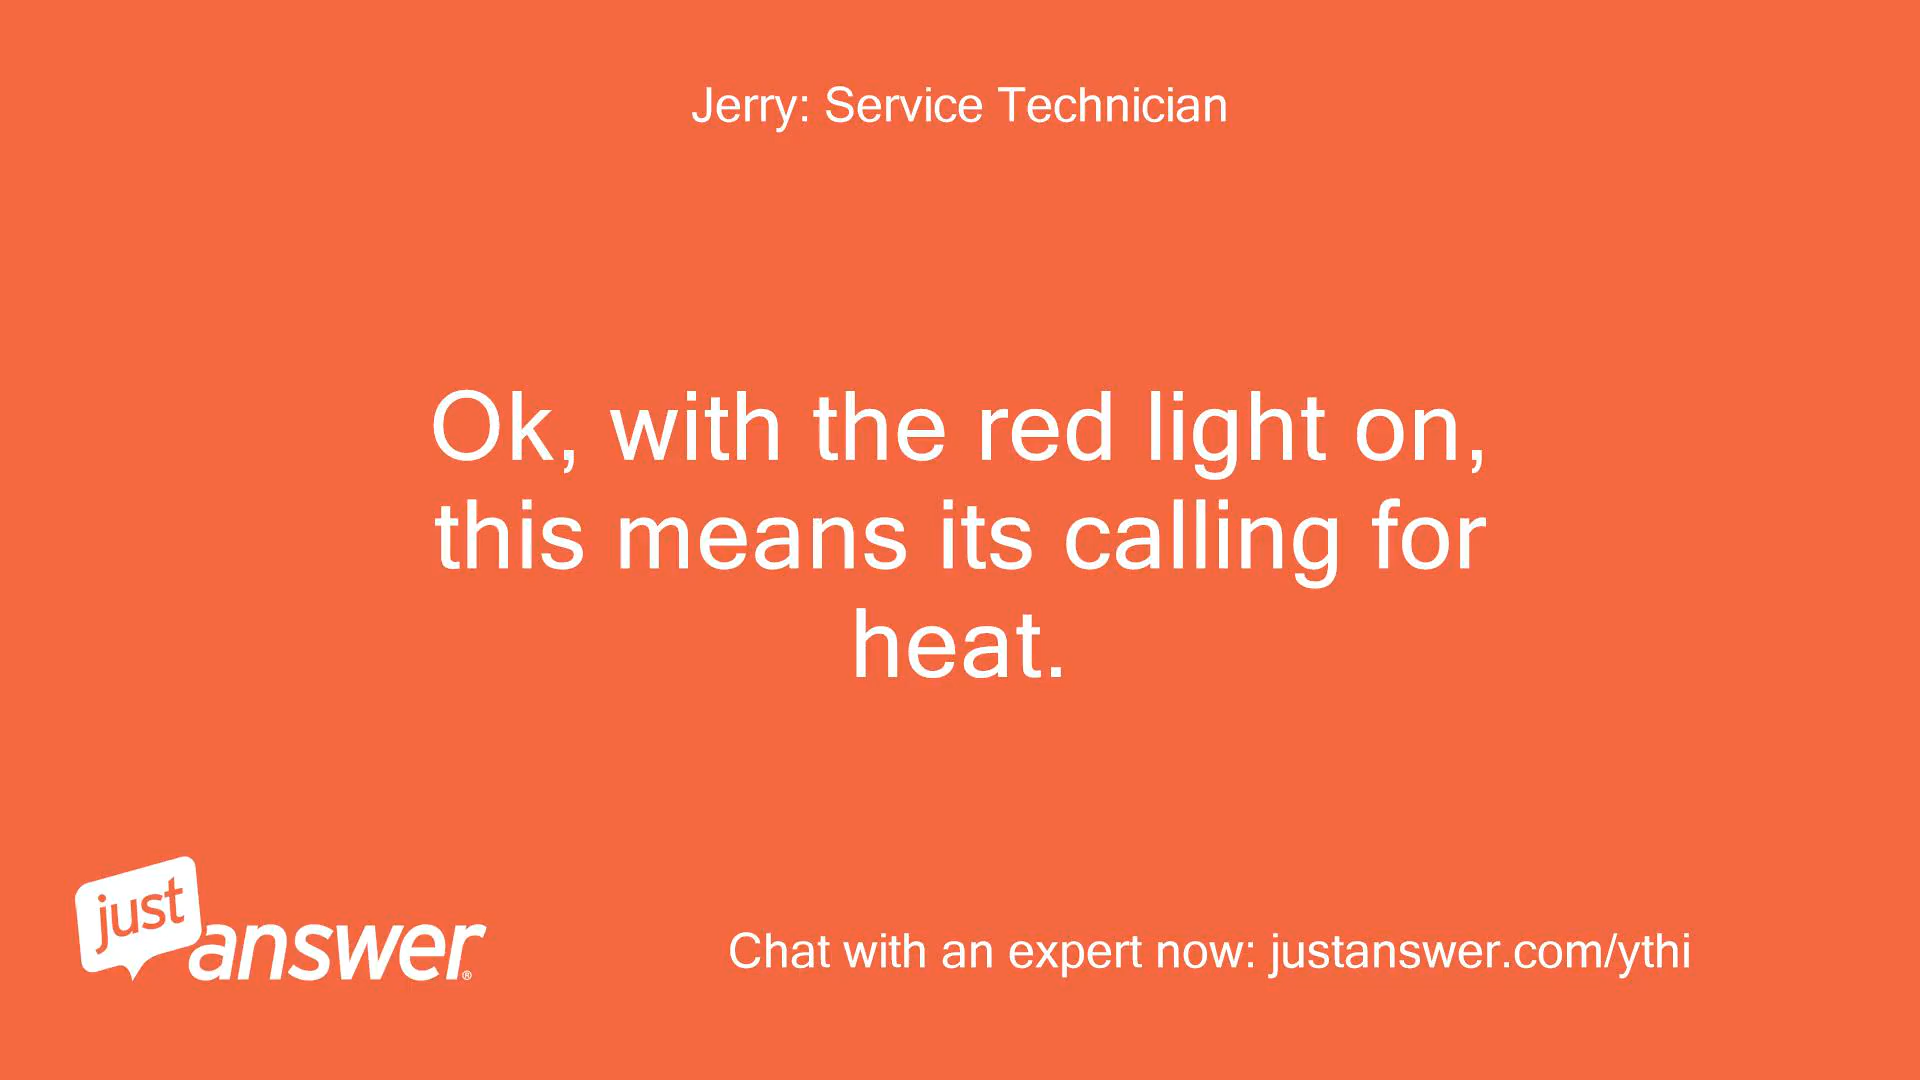 Jerry: Service Technician
Ok, with the red light on,
this means its calling for
heat.
just
answer®
Chat with an expert now: justanswer.com/ythi